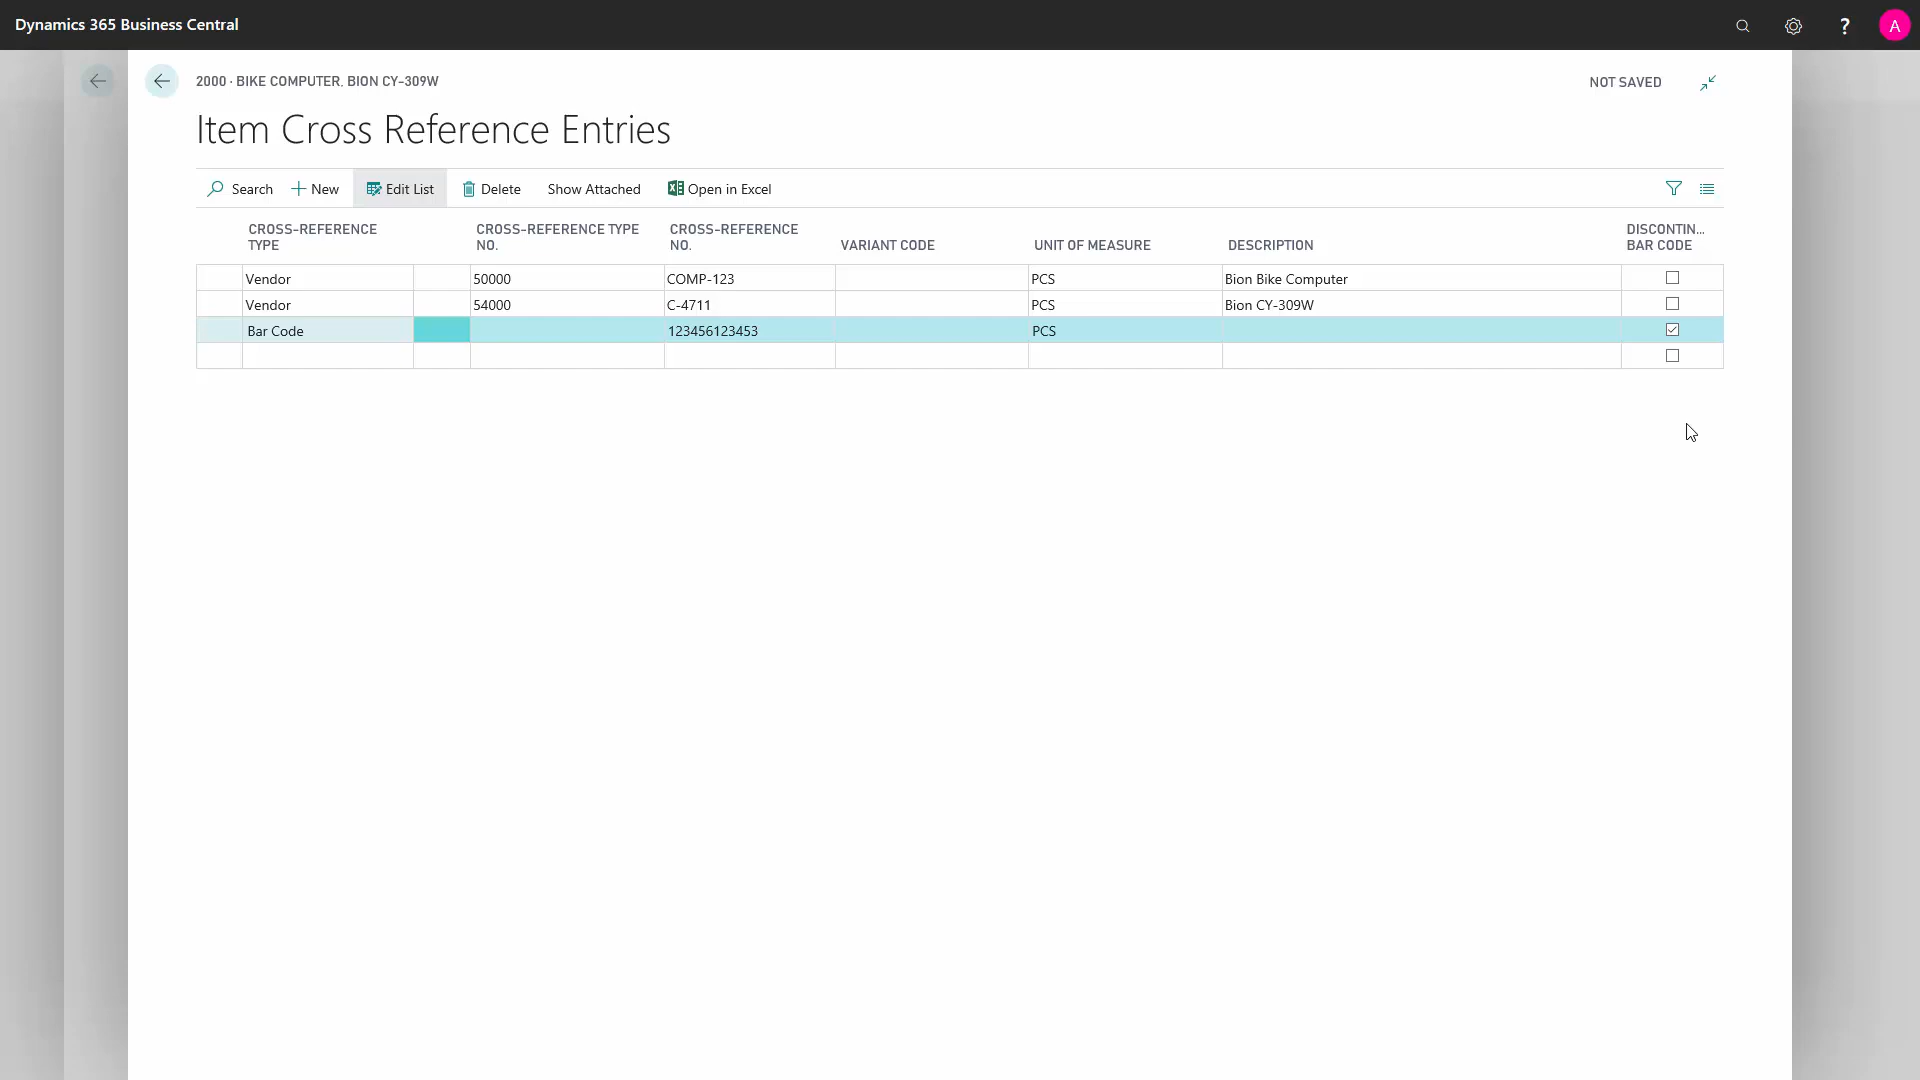 Dynamics 365 Business Central
?
A
2000 · BIKE COMPUTER, BION CY-309W
NOT SAVED
Item Cross Reference Entries
Search New Edit List Delete Show Attached Open in Excel
CROSS-REFERENCE TYPE CROSS-REFERENCE TYPE NO. CROSS-REFERENCE NO. VARIANT CODE UNIT OF MEASURE DESCRIPTION DISCONTIN... BAR CODE
Vendor 50000 COMP-123 PCS Bion Bike Computer
Vendor 54000 C-4711 PCS Bion CY-309W
Bar Code 123456123453 PCS